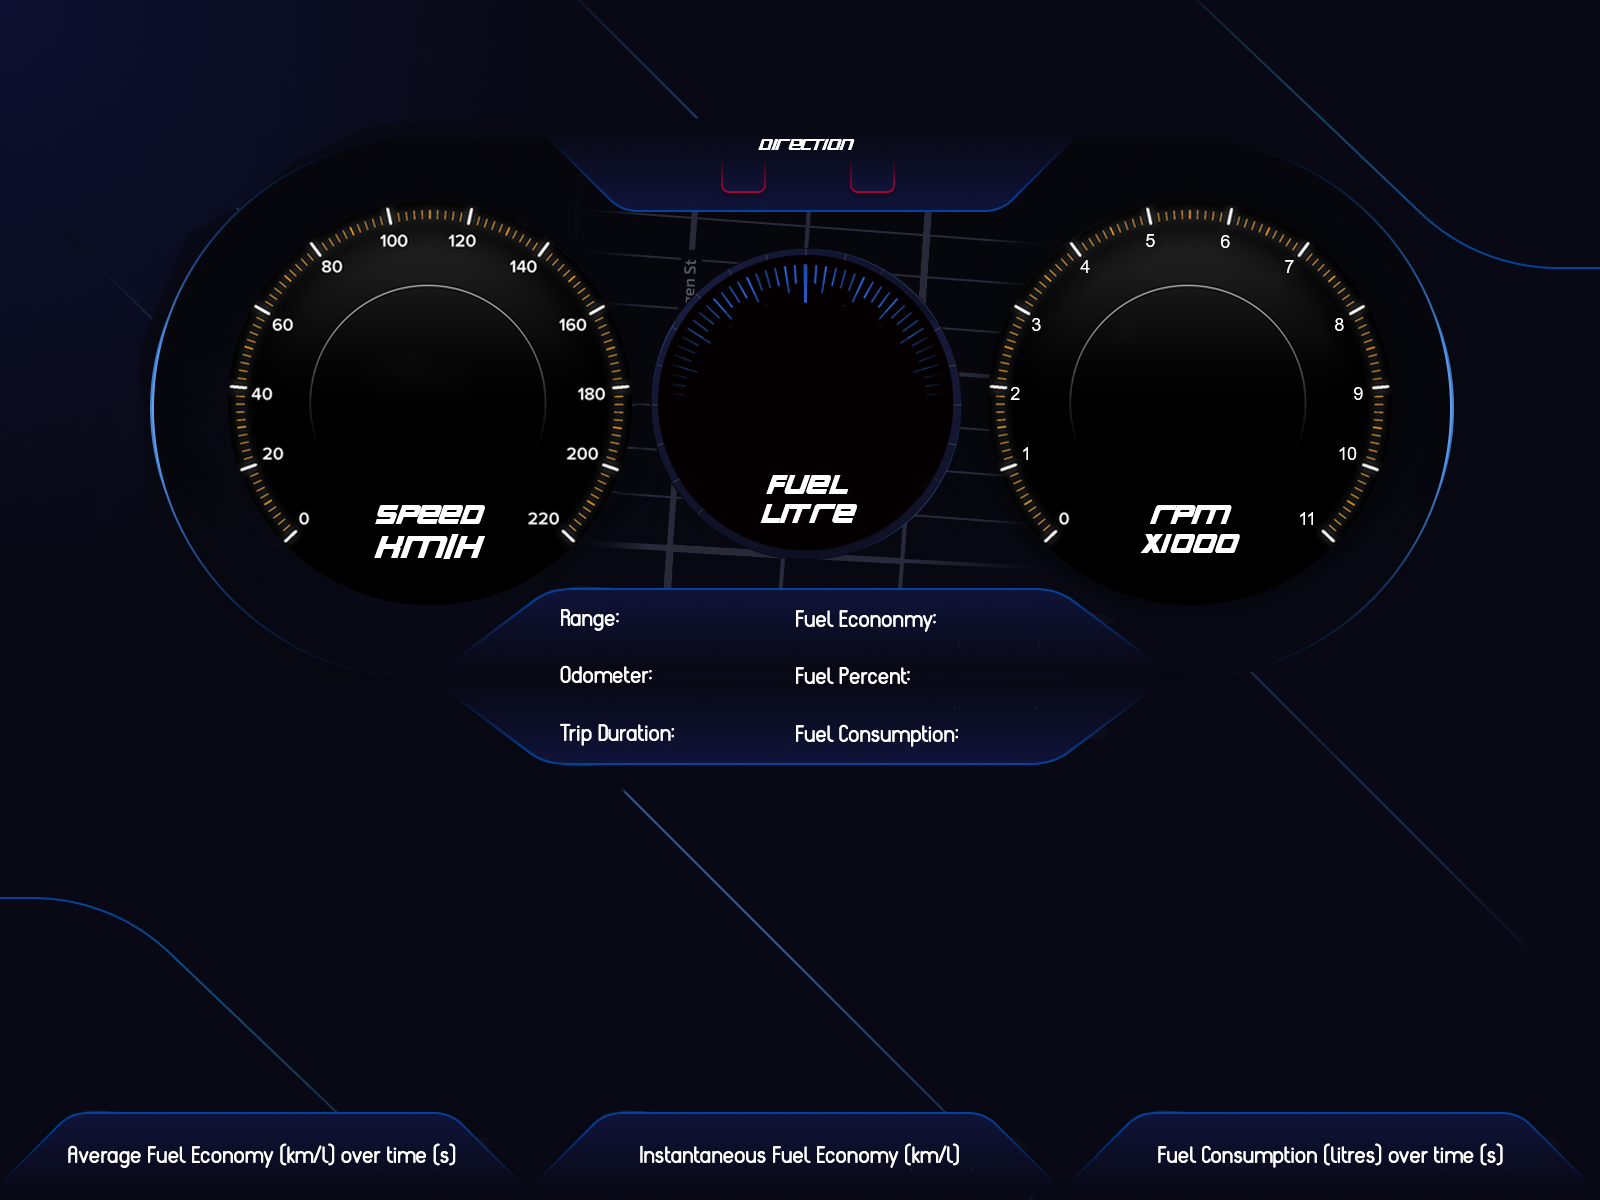 DIRECTION
100 120
80 140
60 160
40 180
20 200
0 220
SPEED
KM/H
en St
FUEL
LITRE
5 6
4 7
3 8
2 9
1 10
0 11
RPM
X1000
Range:
Fuel Econonmy:
Odometer:
Fuel Percent:
Trip Duration:
Fuel Consumption:
Average Fuel Economy (km/l) over time (s)
Instantaneous Fuel Economy (km/l)
Fuel Consumption (litres) over time (s)